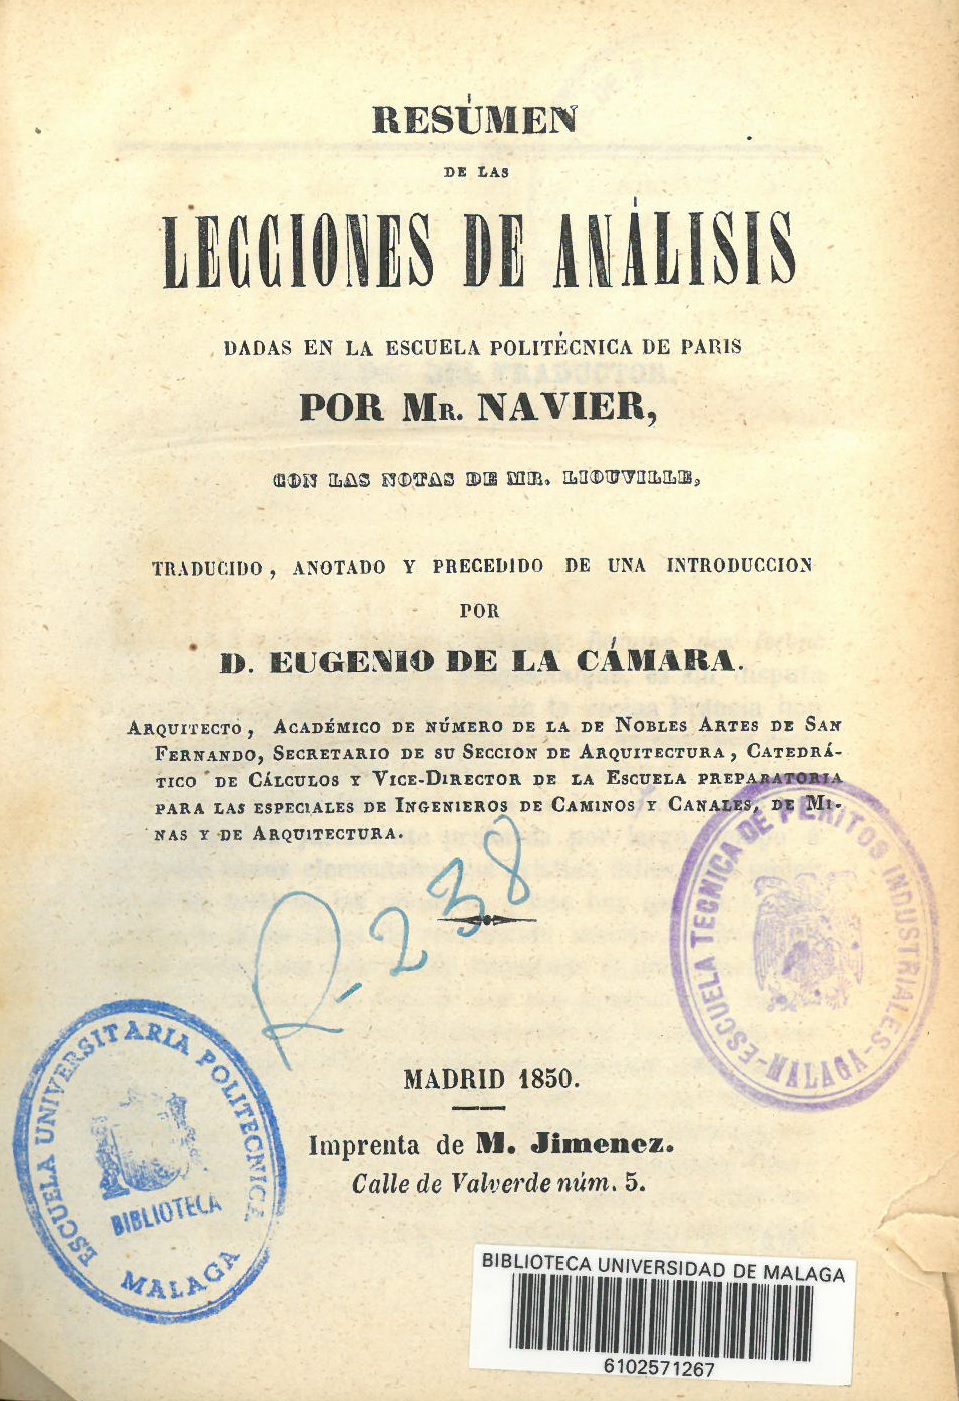 RESÚMEN
DE LAS
LECCIONES DE ANÁLISIS
DADAS EN LA ESCUELA POLITÉCNICA DE PARIS
POR MR. NAVIER,
CON LAS NOTAS DE MR. LIOUVILLE,
TRADUCIDO, ANOTADO Y PRECEDIDO DE UNA INTRODUCCION
POR
D. EUGENIO DE LA CÁMARA.
ARQUITECTO, ACADÉMICO DE NÚMERO DE LA DE NOBLES ARTES DE SAN
FERNANDO, SECRETARIO DE SU SECCION DE ARQUITECTURA, CATEDRÁ-
TICO DE CÁLCULOS Y VICE-DIRECTOR DE LA ESCUELA PREPARATORIA
PARA LAS ESPECIALES DE INGENIEROS DE CAMINOS Y CANALES, DE MI-
NAS Y DE ARQUITECTURA.
R-238
ESCUELA TECNICA DE PERITOS INDUSTRIALES-
-MALAGA-
ESCUELA UNIVERSITARIA POLITECNICA
BIBLIOTECA
MALAGA
MADRID 1850.
Imprenta de M. Jimenez.
Calle de Valverde núm. 5.
BIBLIOTECA UNIVERSIDAD DE MALAGA
6102571267